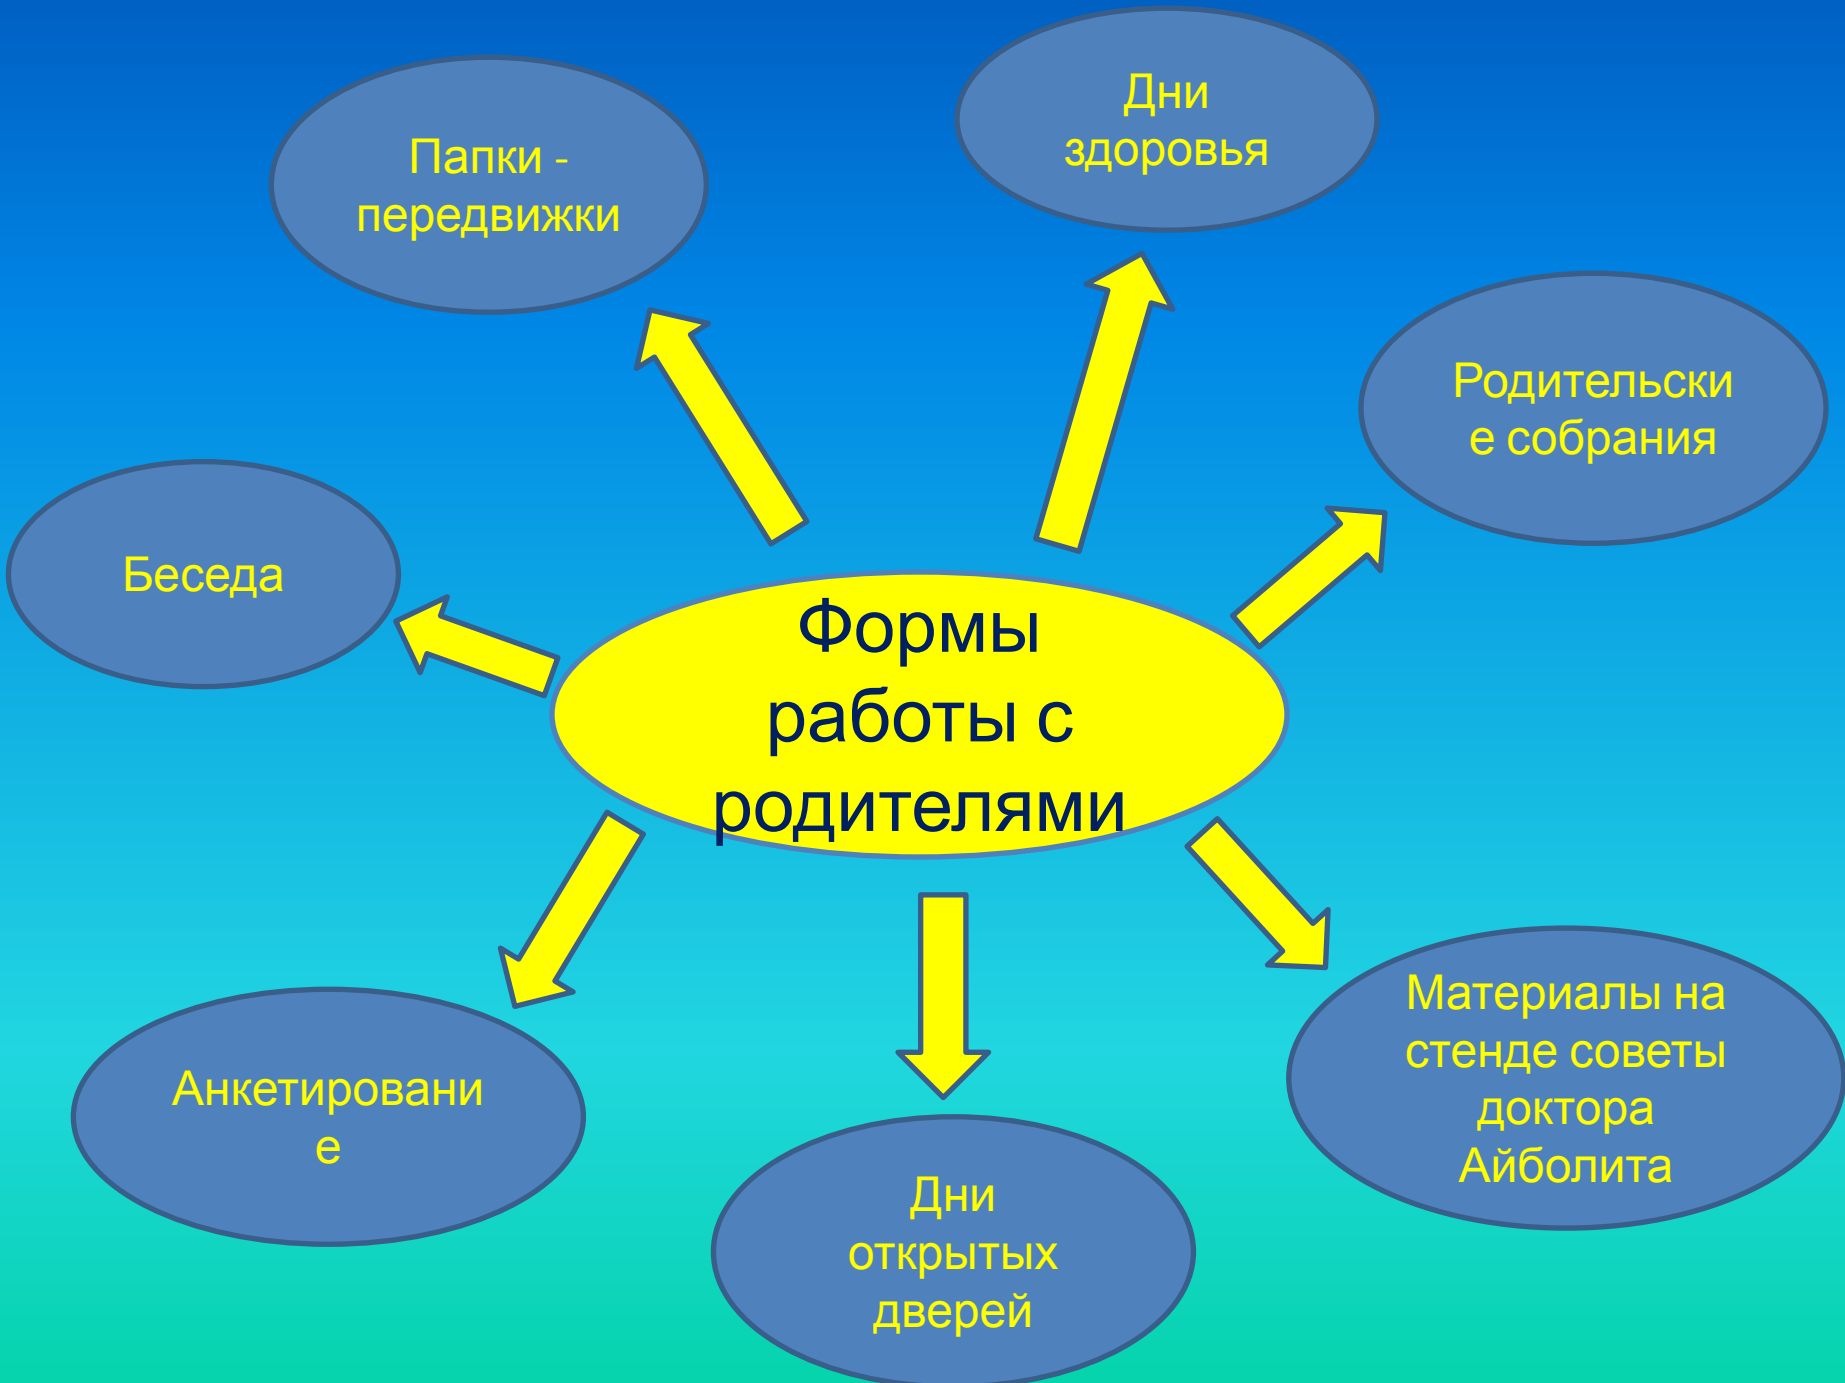 Дни
здоровья
Папки -
передвижки
Родительски
е собрания
Беседа
Формы
работы с
родителями
Материалы на
стенде советы
доктора
Айболита
Анкетировани
е
Дни
открытых
дверей